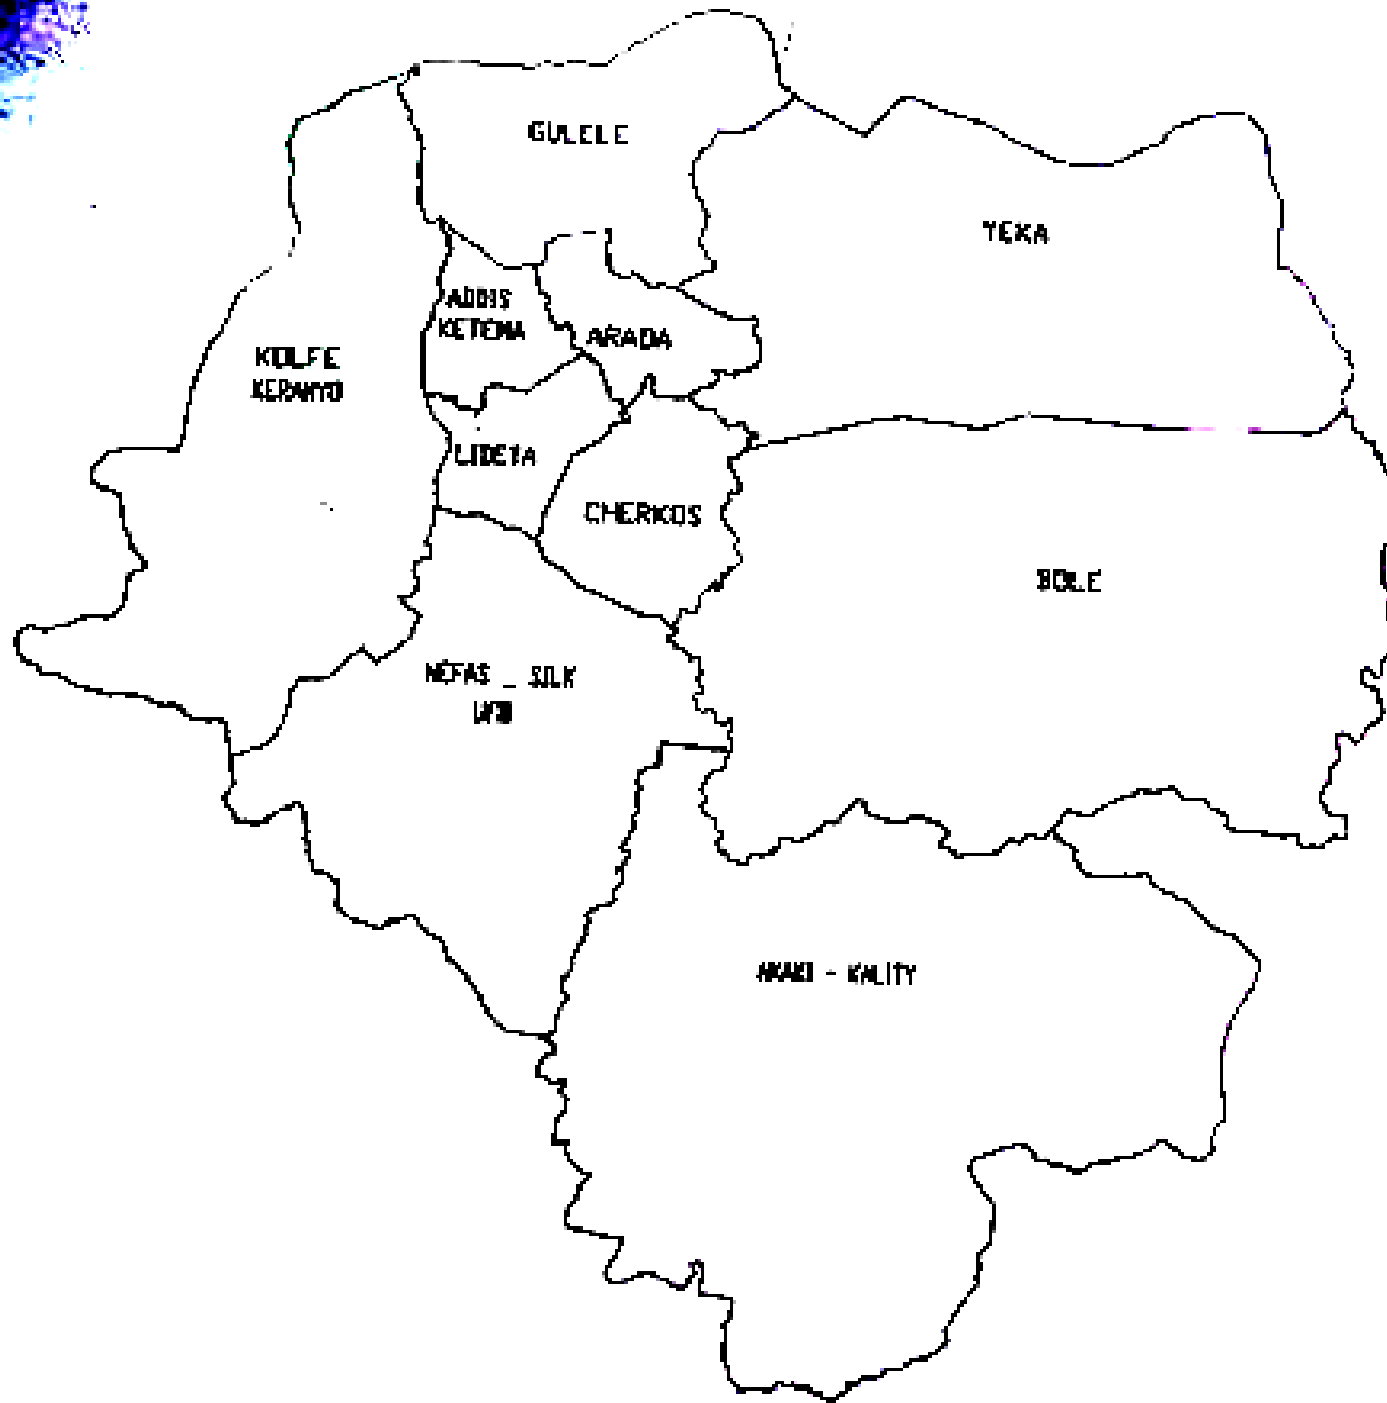 GULELE
YEKA
ADDIS
KETEMA
ARADA
KOLFE
KERANYO
LIDETA
CHERKOS
BOLE
NEFAS _ SILK
AKAKI - KALITY